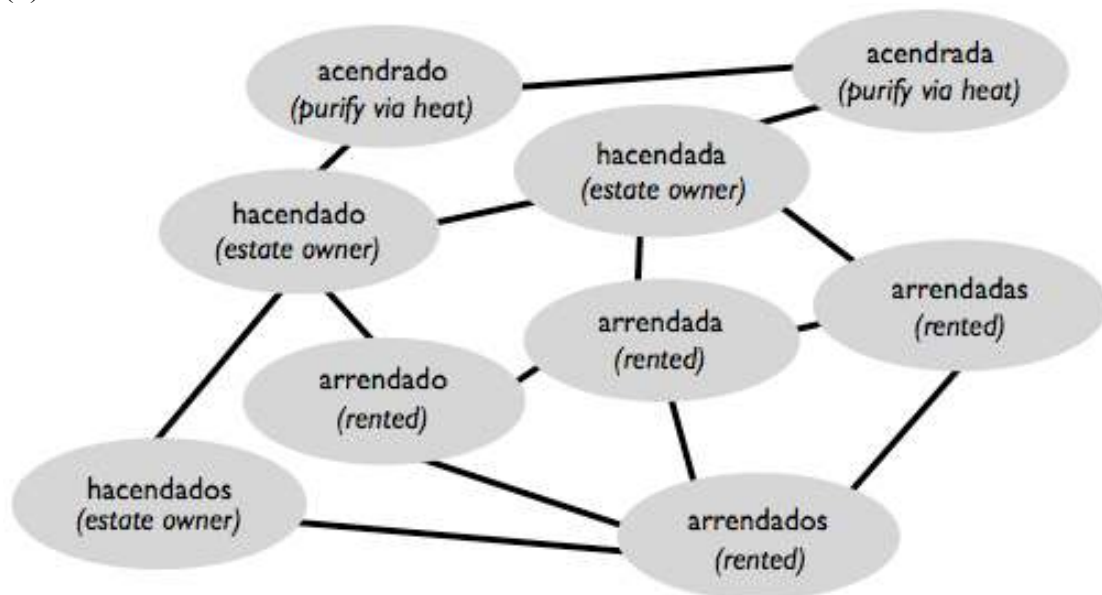 acendrado
(purify via heat)
acendrada
(purify via heat)
hacendada
(estate owner)
hacendado
(estate owner)
arrendadas
(rented)
arrendada
(rented)
arrendado
(rented)
hacendados
(estate owner)
arrendados
(rented)